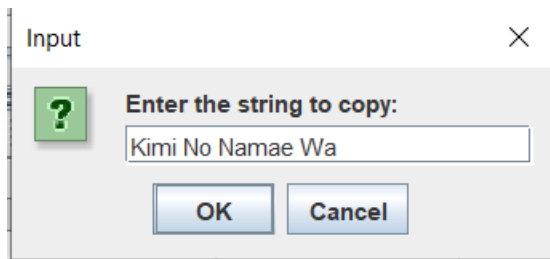 Input
?
Enter the string to copy:
Kimi No Namae Wa
OK Cancel